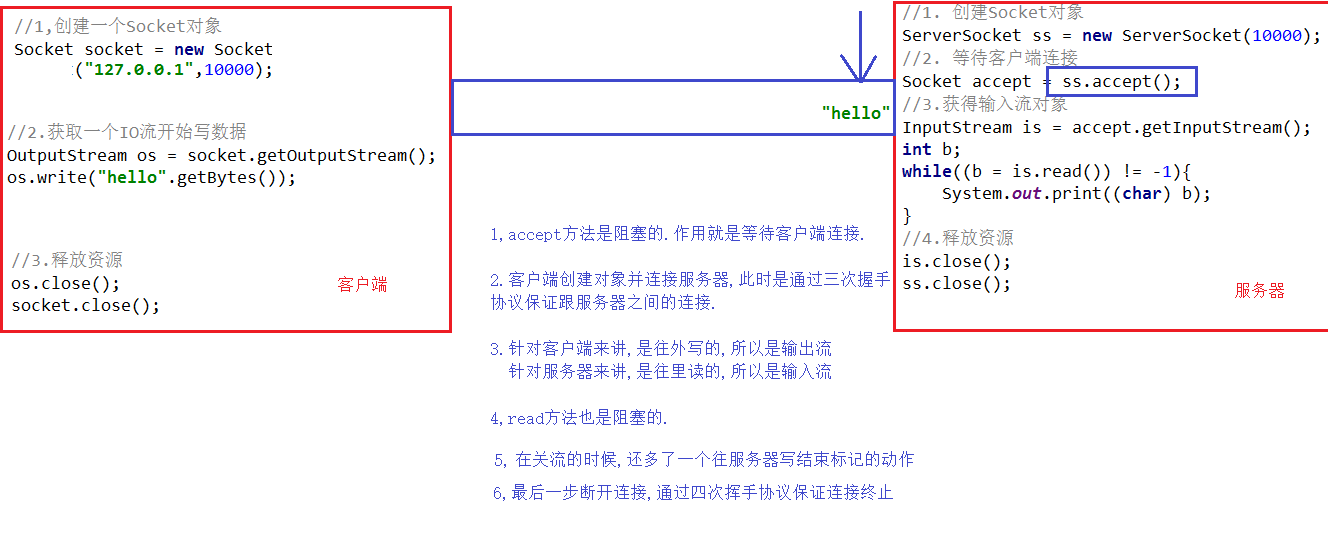 //1,创建一个Socket对象
Socket socket = new Socket
("127.0.0.1",10000);
//2.获取一个IO流开始写数据
OutputStream os = socket.getOutputStream();
os.write("hello".getBytes());
//3.释放资源
os.close();
socket.close();
客户端
"hello"
//1. 创建Socket对象
ServerSocket ss = new ServerSocket(10000);
//2. 等待客户端连接
Socket accept = ss.accept();
//3.获得输入流对象
InputStream is = accept.getInputStream();
int b;
while((b = is.read()) != -1){
System.out.print((char) b);
}
//4.释放资源
is.close();
ss.close();
服务器
1,accept方法是阻塞的.作用就是等待客户端连接.
2.客户端创建对象并连接服务器,此时是通过三次握手
协议保证跟服务器之间的连接.
3.针对客户端来讲,是往外写的,所以是输出流
针对服务器来讲,是往里读的,所以是输入流
4,read方法也是阻塞的.
5, 在关流的时候,还多了一个往服务器写结束标记的动作
6,最后一步断开连接,通过四次挥手协议保证连接终止